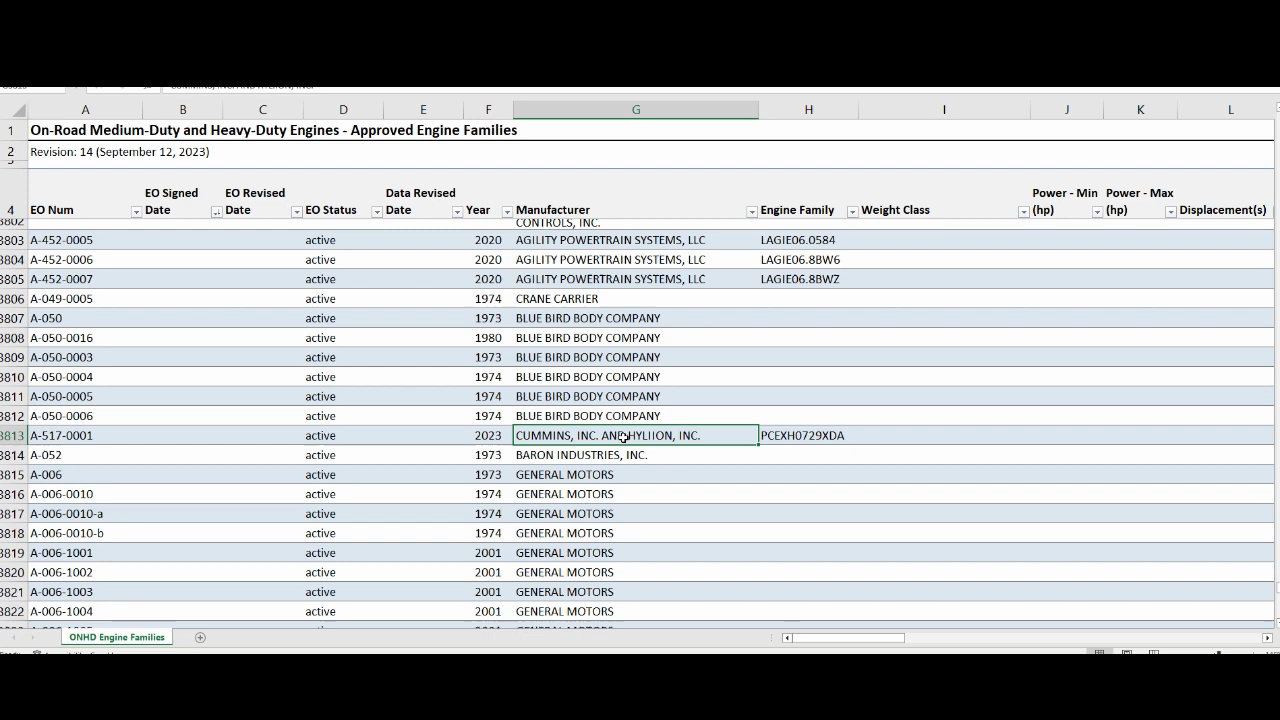 A B C D E F G H I J K L
1 On-Road Medium-Duty and Heavy-Duty Engines - Approved Engine Families
2 Revision: 14 (September 12, 2023)
EO Signed EO Revised Data Revised Power - Min Power - Max
4 EO Num Date Date EO Status Date Year Manufacturer Engine Family Weight Class (hp) (hp) Displacement(s)
3802 CONTROLS, INC.
3803 A-452-0005 active 2020 AGILITY POWERTRAIN SYSTEMS, LLC LAGIE06.0584
3804 A-452-0006 active 2020 AGILITY POWERTRAIN SYSTEMS, LLC LAGIE06.8BW6
3805 A-452-0007 active 2020 AGILITY POWERTRAIN SYSTEMS, LLC LAGIE06.8BWZ
3806 A-049-0005 active 1974 CRANE CARRIER
3807 A-050 active 1973 BLUE BIRD BODY COMPANY
3808 A-050-0016 active 1980 BLUE BIRD BODY COMPANY
3809 A-050-0003 active 1973 BLUE BIRD BODY COMPANY
3810 A-050-0004 active 1974 BLUE BIRD BODY COMPANY
3811 A-050-0005 active 1974 BLUE BIRD BODY COMPANY
3812 A-050-0006 active 1974 BLUE BIRD BODY COMPANY
3813 A-517-0001 active 2023 CUMMINS, INC. AND HYLIION, INC. PCEXH0729XDA
3814 A-052 active 1973 BARON INDUSTRIES, INC.
3815 A-006 active 1973 GENERAL MOTORS
3816 A-006-0010 active 1974 GENERAL MOTORS
3817 A-006-0010-a active 1974 GENERAL MOTORS
3818 A-006-0010-b active 1974 GENERAL MOTORS
3819 A-006-1001 active 2001 GENERAL MOTORS
3820 A-006-1002 active 2001 GENERAL MOTORS
3821 A-006-1003 active 2001 GENERAL MOTORS
3822 A-006-1004 active 2001 GENERAL MOTORS
ONHD Engine Families